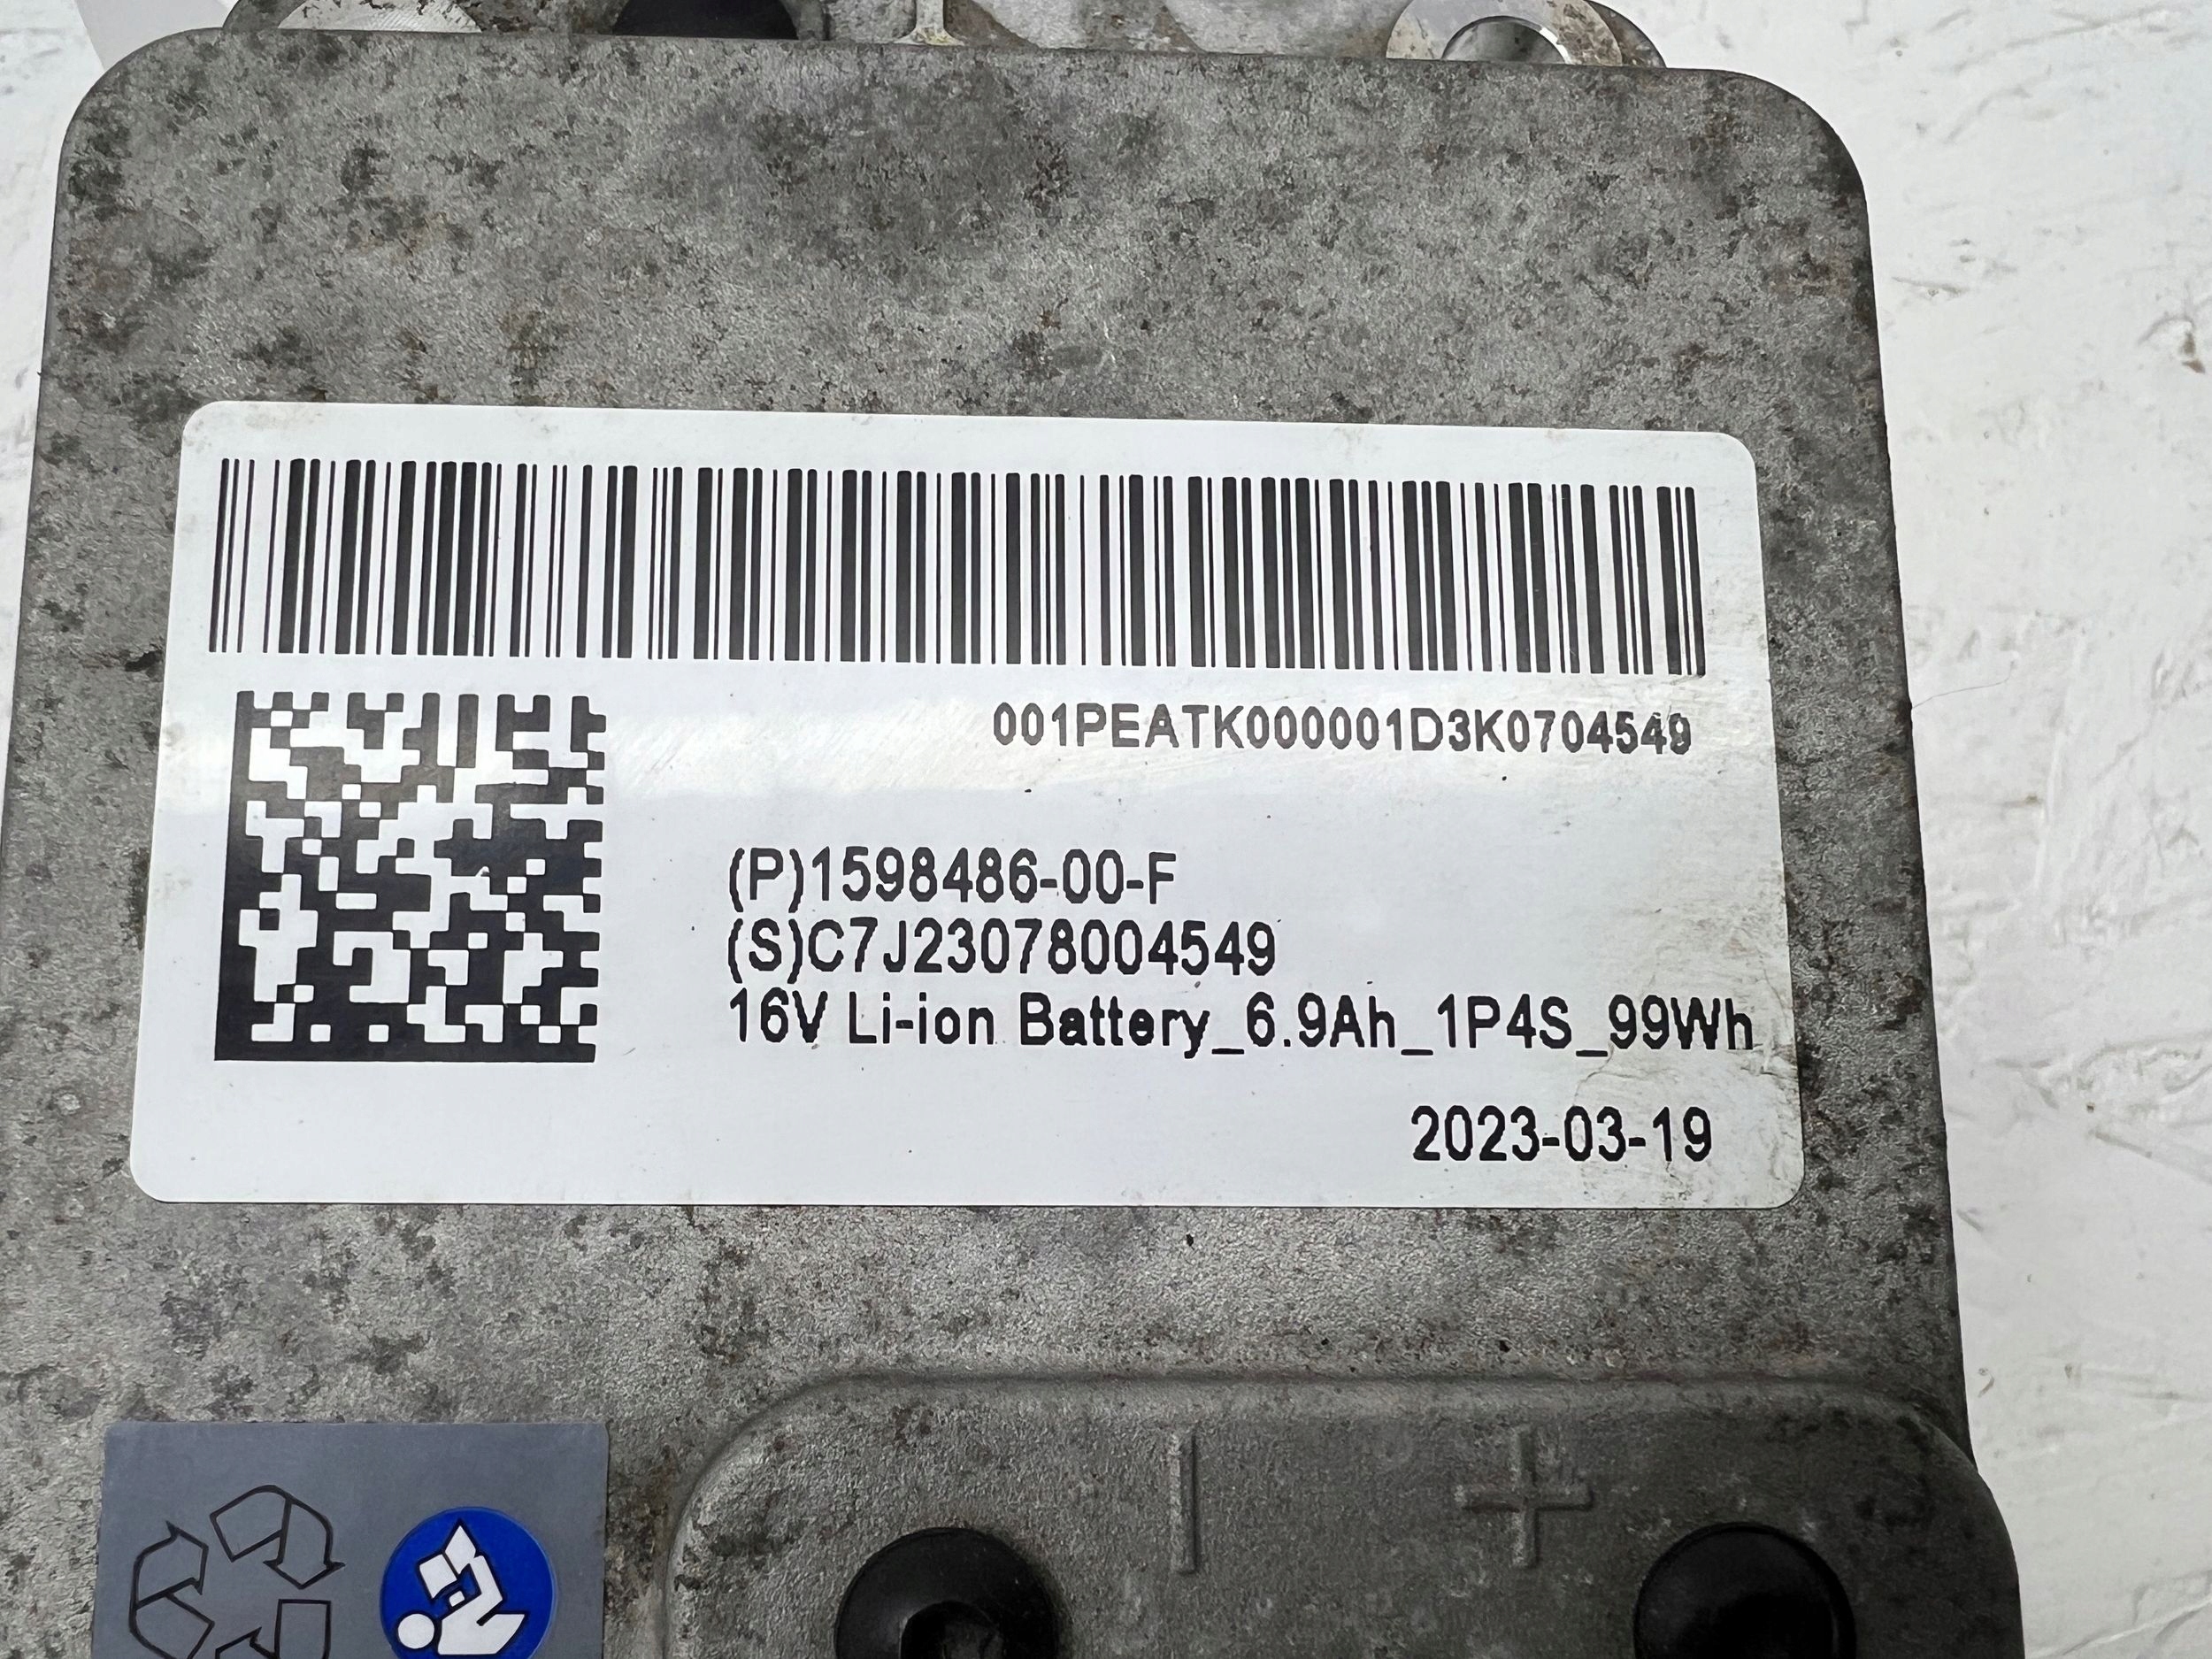 001PEATK000001D3K0704549
(P)1598486-00-F
(S)C7J23078004549
16V Li-ion Battery_6.9Ah_1P4S_99Wh
2023-03-19
— +